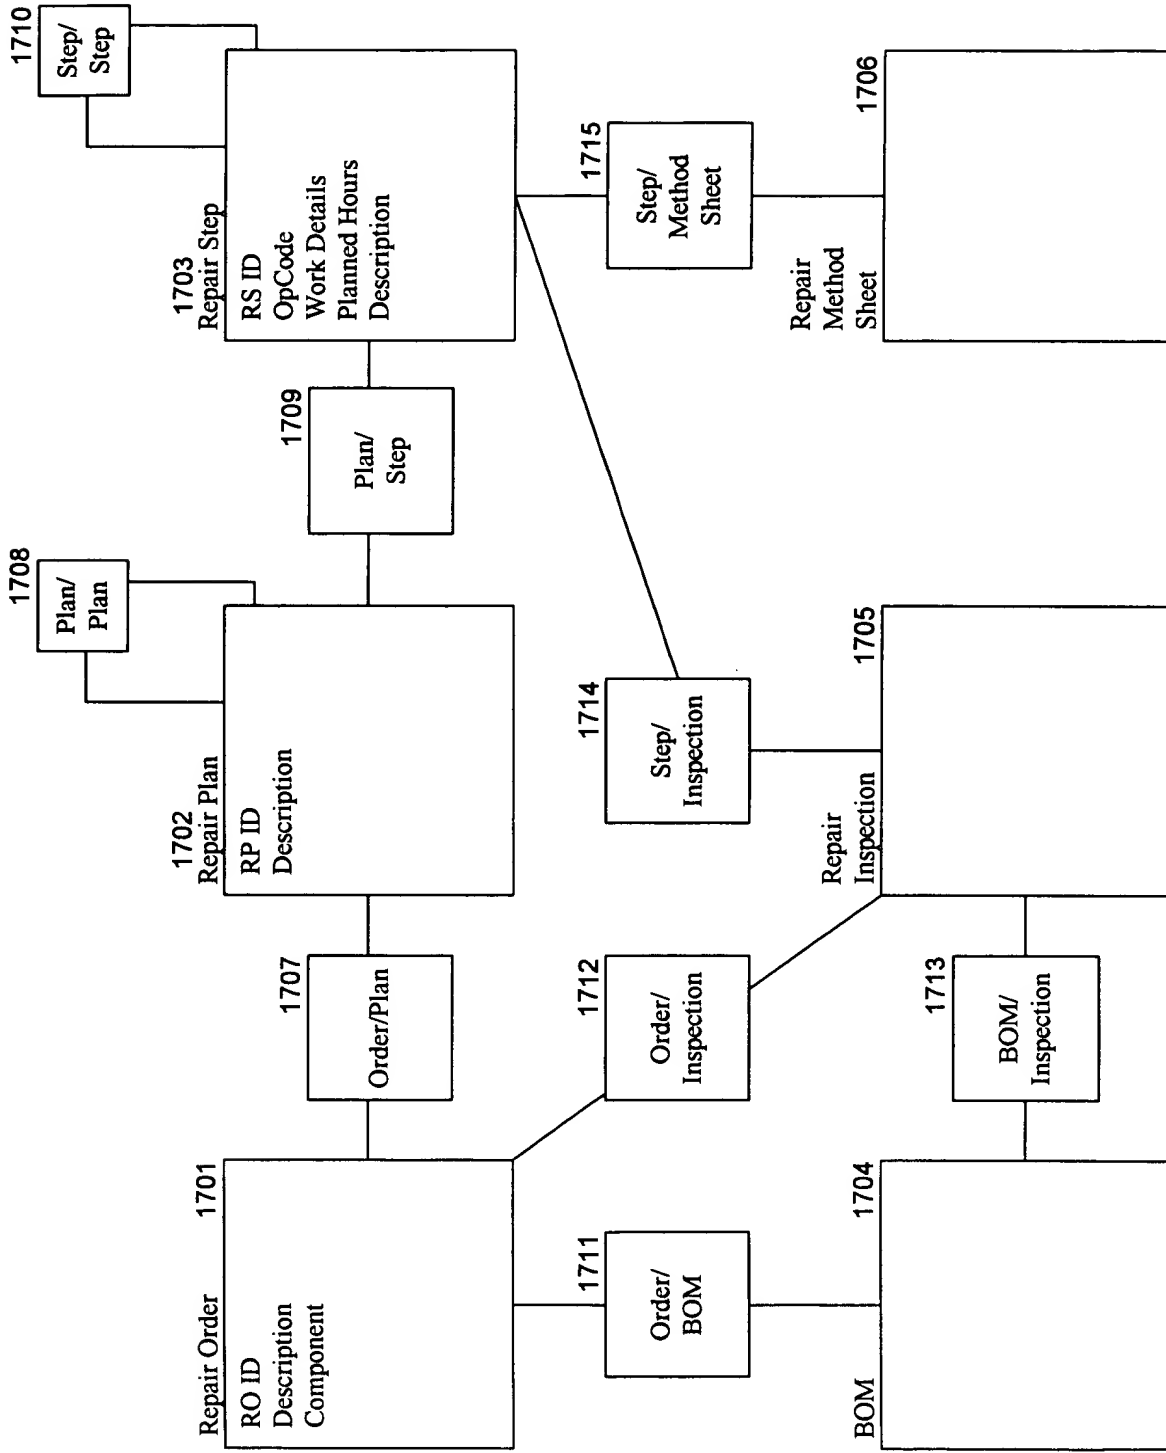 Repair Order
1701
RO ID
Description
Component
1707
Order/Plan
1702
Repair Plan
RP ID
Description
1708
Plan/
Plan
1709
Plan/
Step
1703
Repair Step
RS ID
OpCode
Work Details
Planned Hours
Description
1710
Step/
Step
1711
Order/
BOM
1712
Order/
Inspection
1714
Step/
Inspection
1715
Step/
Method
Sheet
BOM
1704
1713
BOM/
Inspection
Repair
Inspection
1705
Repair
Method
Sheet
1706